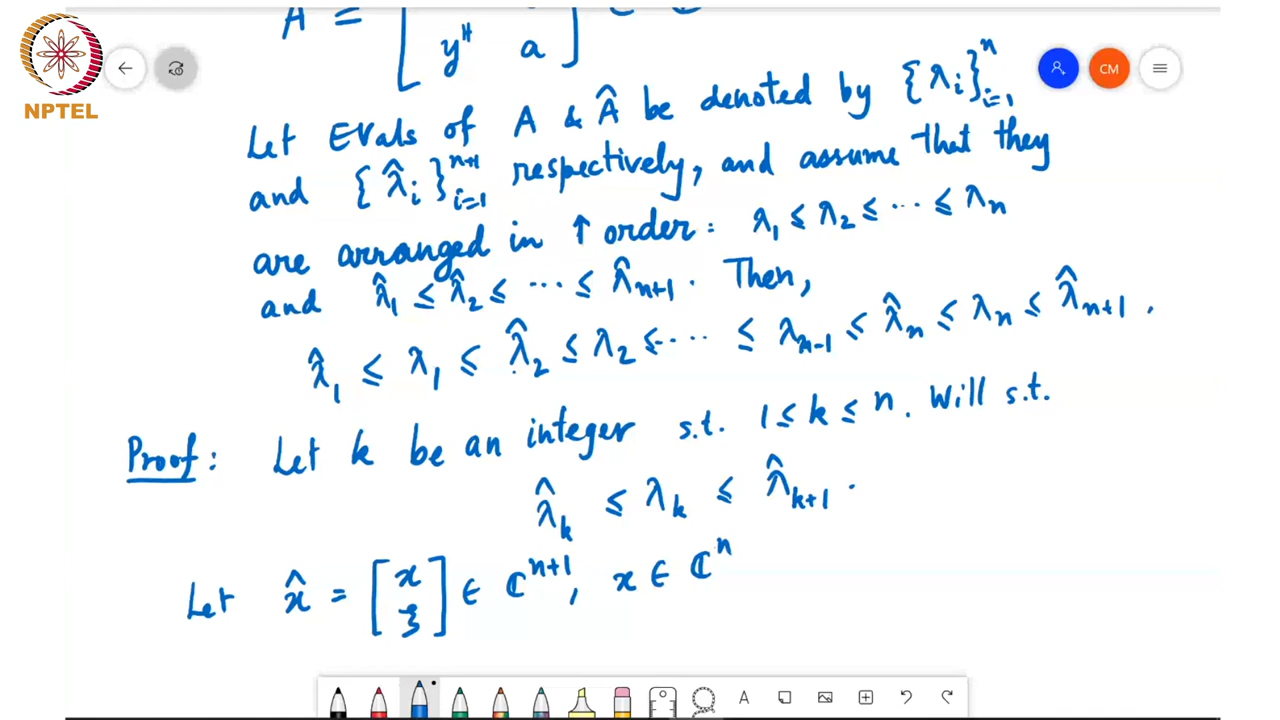 A = [ y^H a ]
NPTEL
CM
Let Evals of A & Â be denoted by {λ_i}_{i=1}^n
and {λ̂_i}_{i=1}^{n+1} respectively, and assume that they
are arranged in ↑ order: λ_1 ≤ λ_2 ≤ ... ≤ λ_n
and λ̂_1 ≤ λ̂_2 ≤ ... ≤ λ̂_{n+1}. Then,
λ̂_1 ≤ λ_1 ≤ λ̂_2 ≤ λ_2 ≤ ... ≤ λ_{n-1} ≤ λ̂_n ≤ λ_n ≤ λ̂_{n+1}.
Proof: Let k be an integer s.t. 1 ≤ k ≤ n. Will s.t.
λ̂_k ≤ λ_k ≤ λ̂_{k+1}.
Let x̂ = [x ξ] ∈ ℂ^{n+1}, x ∈ ℂ^n
A